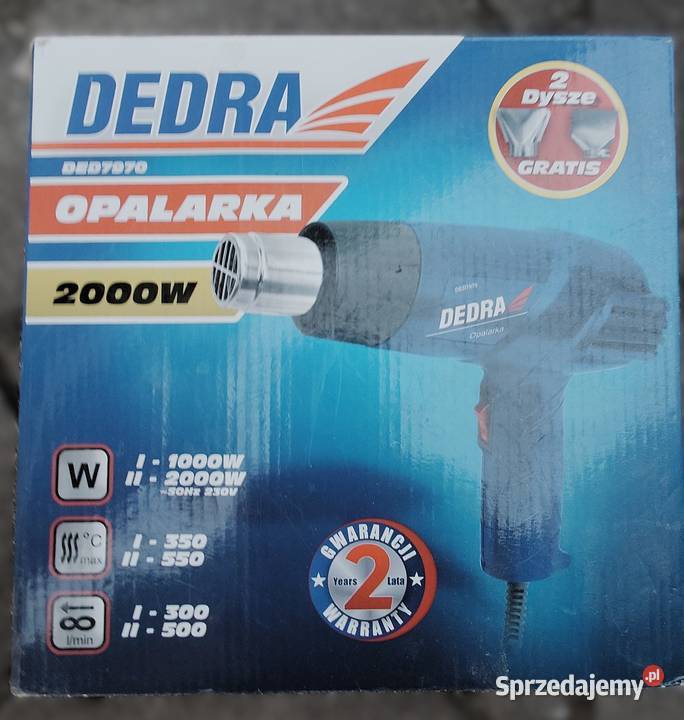 DEDRA
DED7970
OPALARKA
2000W
2
Dysze
GRATIS
DEDRA
Opalarka
W
I - 1000W
II - 2000W
~50Hz 230V
°C
max
I - 350
II - 550
l/min
I - 300
II - 500
GWARANCJI
Years 2 Lata
WARRANTY
Sprzedajemy.pl